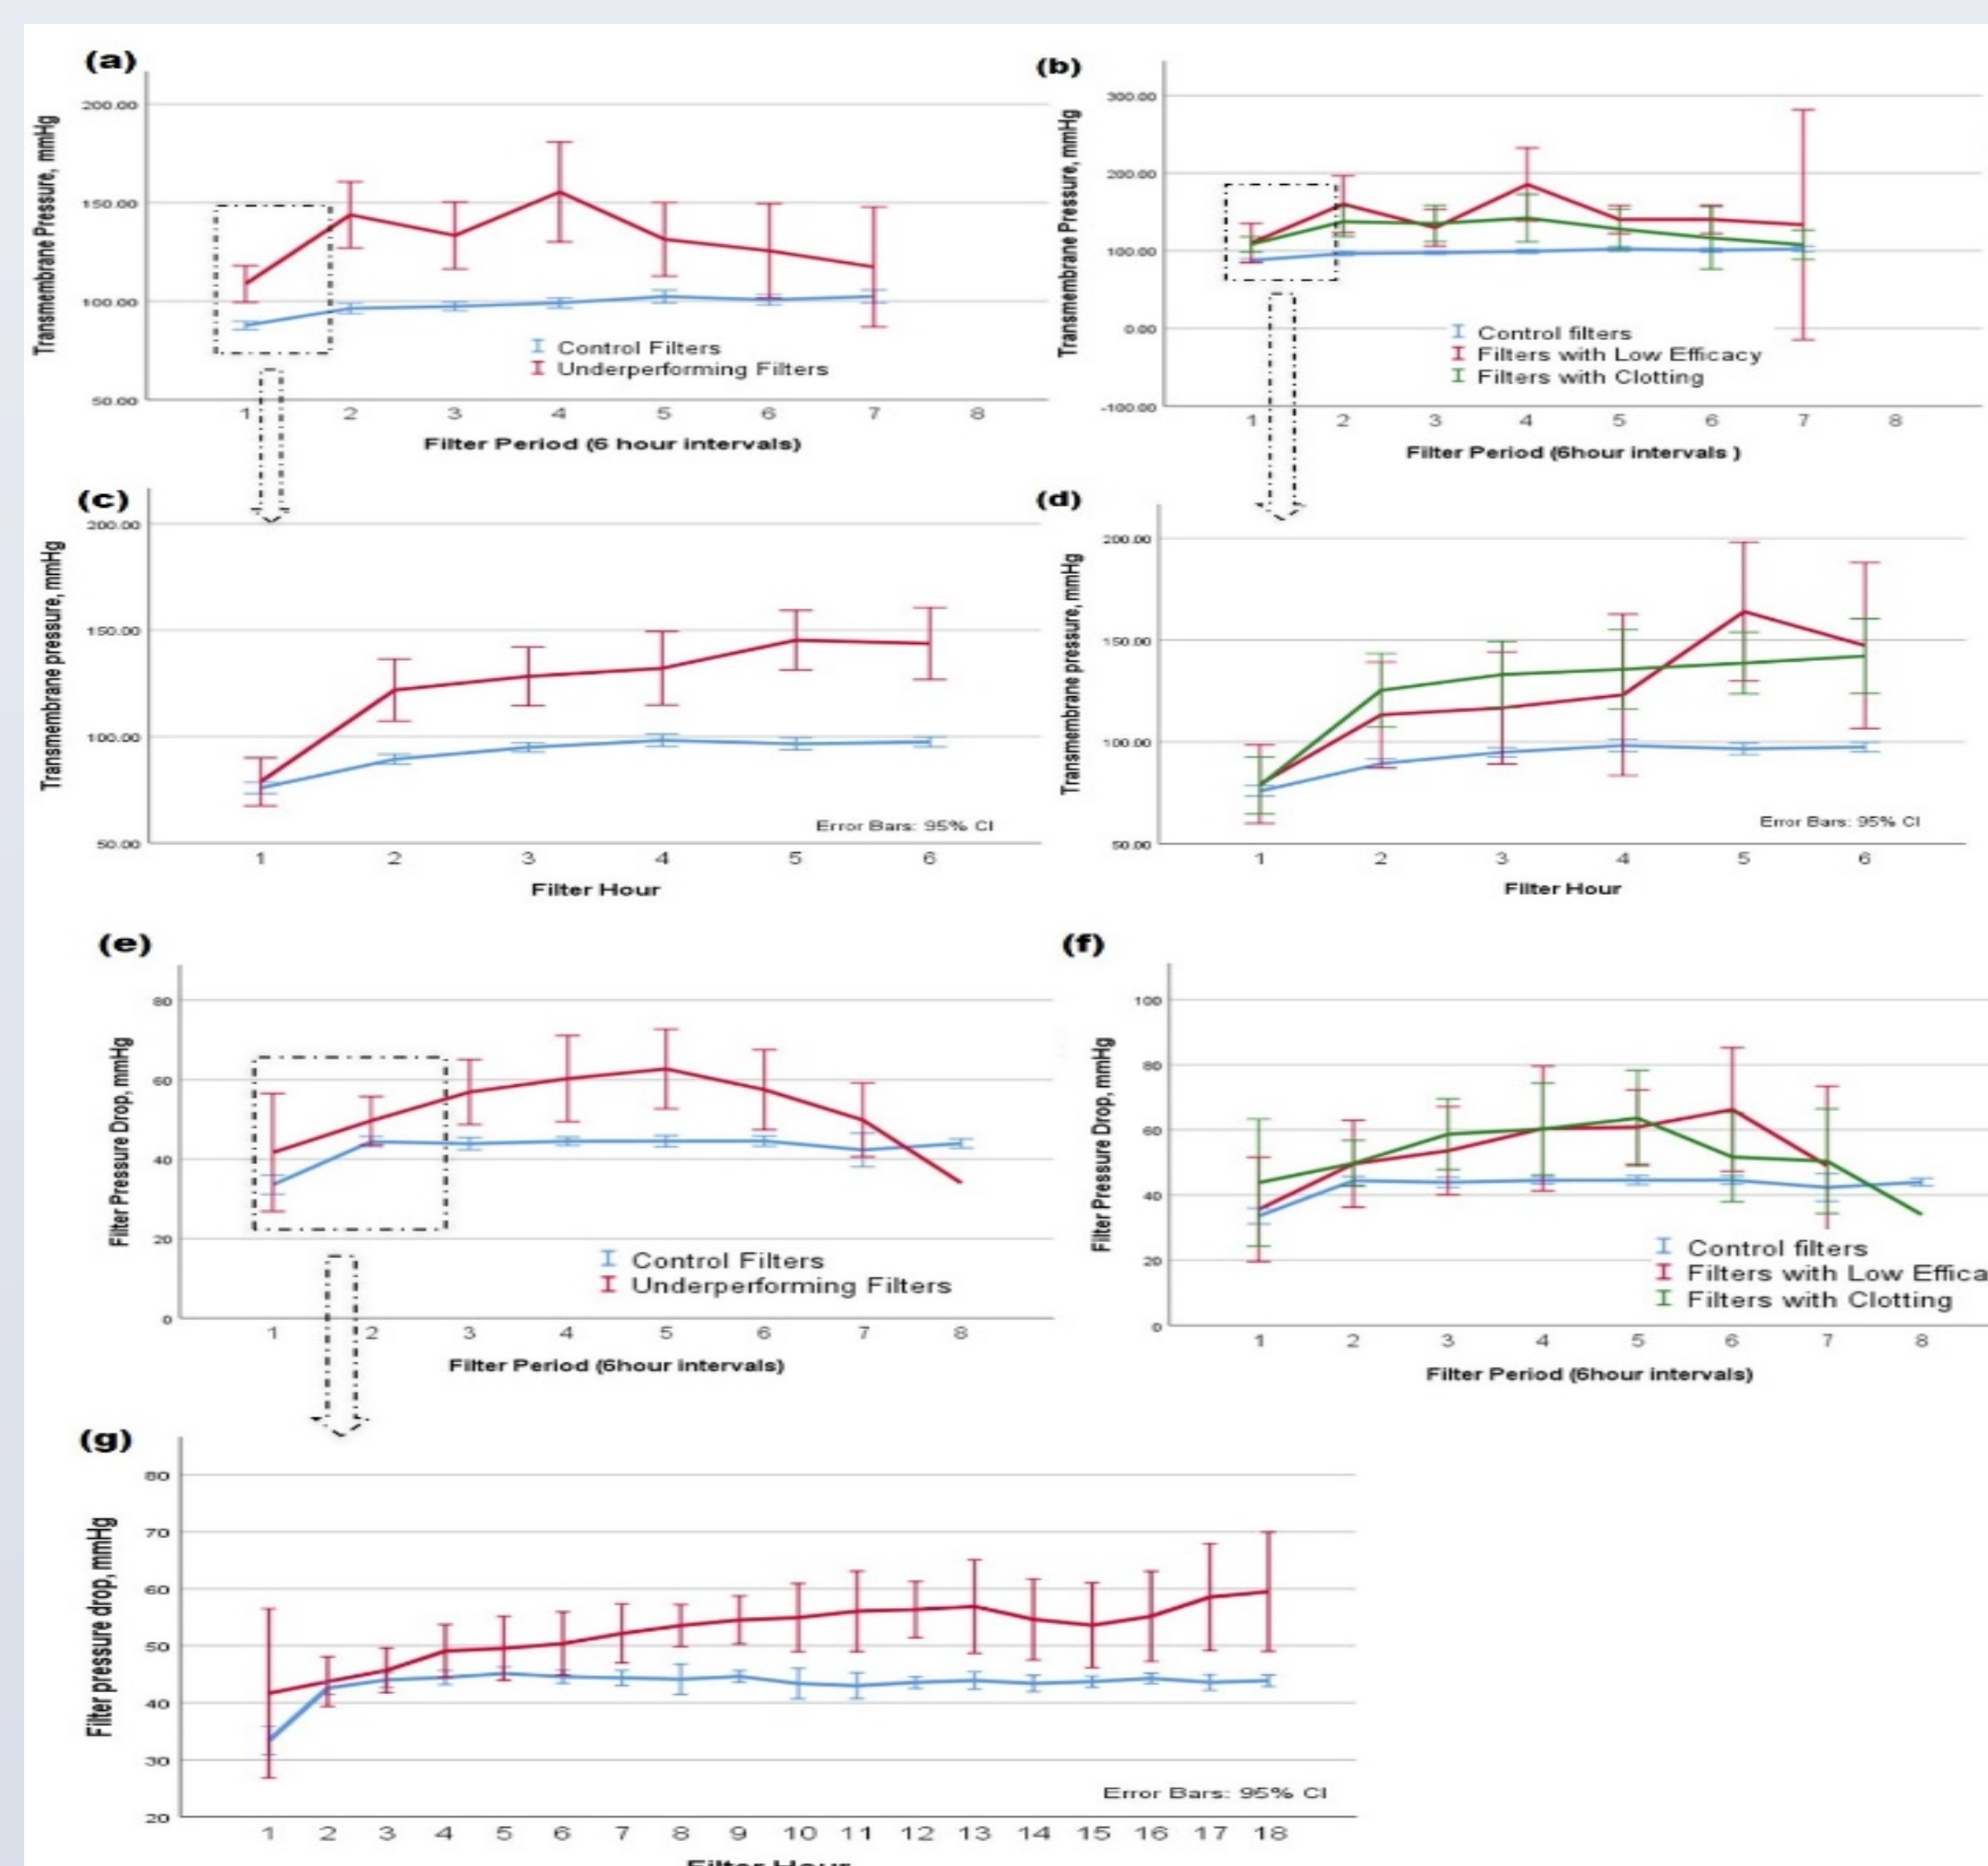 (a)
Transmembrane Pressure, mmHg
200.00
150.00
100.00
50.00
Control Filters
Underperforming Filters
1 2 3 4 5 6 7 8
Filter Period (6 hour intervals)
(b)
Transmembrane Pressure, mmHg
300.00
200.00
100.00
0.00
-100.00
Control filters
Filters with Low Efficacy
Filters with Clotting
1 2 3 4 5 6 7 8
Filter Period (6hour intervals )
(c)
Transmembrane pressure, mmHg
200.00
150.00
100.00
50.00
Error Bars: 95% CI
1 2 3 4 5 6
Filter Hour
(d)
Transmembrane pressure, mmHg
200.00
150.00
100.00
50.00
Error Bars: 95% CI
1 2 3 4 5 6
Filter Hour
(e)
Filter Pressure Drop, mmHg
80
60
40
20
0
Control Filters
Underperforming Filters
1 2 3 4 5 6 7 8
Filter Period (6hour intervals)
(f)
Filter Pressure Drop, mmHg
100
80
60
40
20
0
Control filters
Filters with Low Effica
Filters with Clotting
1 2 3 4 5 6 7 8
Filter Period (6hour intervals)
(g)
Filter pressure drop, mmHg
80
70
60
50
40
30
20
Error Bars: 95% CI
1 2 3 4 5 6 7 8 9 10 11 12 13 14 15 16 17 18
Filter Hour